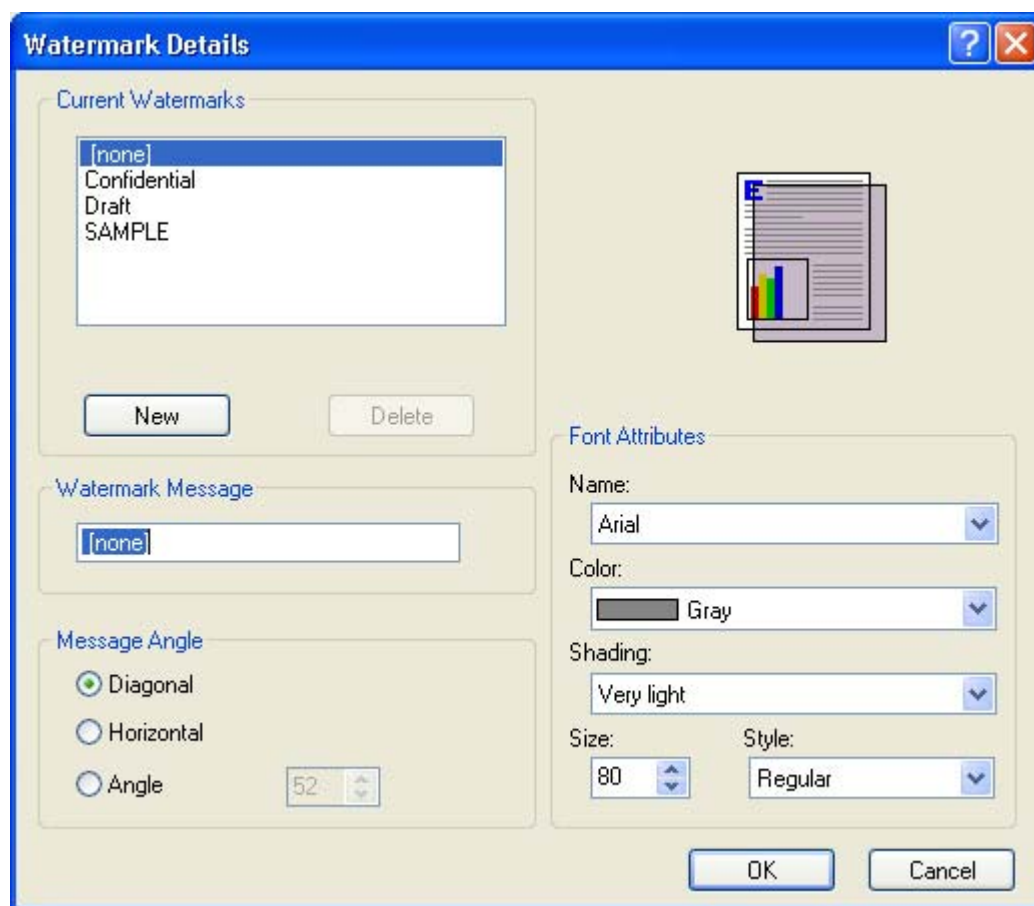 Watermark Details
Current Watermarks
[none]
Confidential
Draft
SAMPLE
E
New
Delete
Watermark Message
[none]
Message Angle
Diagonal
Horizontal
Angle
52
Font Attributes
Name:
Arial
Color:
Gray
Shading:
Very light
Size: Style:
80 Regular
OK Cancel